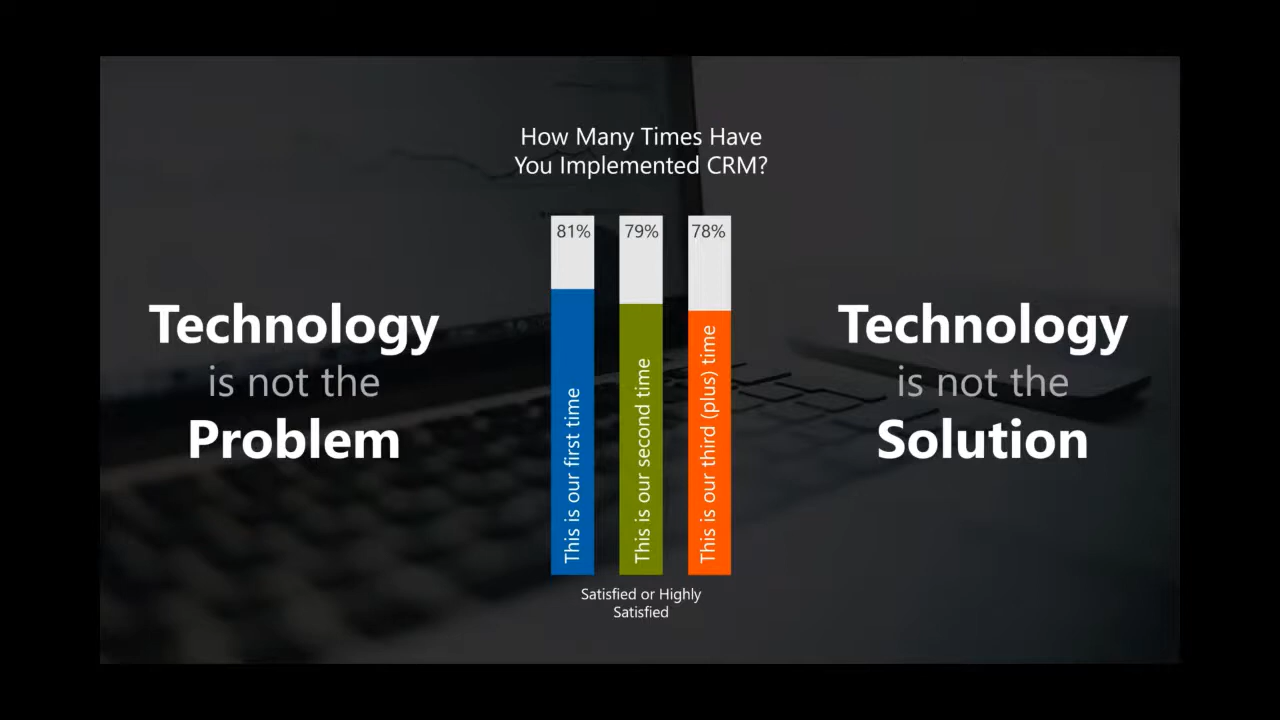 How Many Times Have
You Implemented CRM?
81%
79%
78%
Technology
is not the
Problem
This is our first time
This is our second time
This is our third (plus) time
Technology
is not the
Solution
Satisfied or Highly
Satisfied